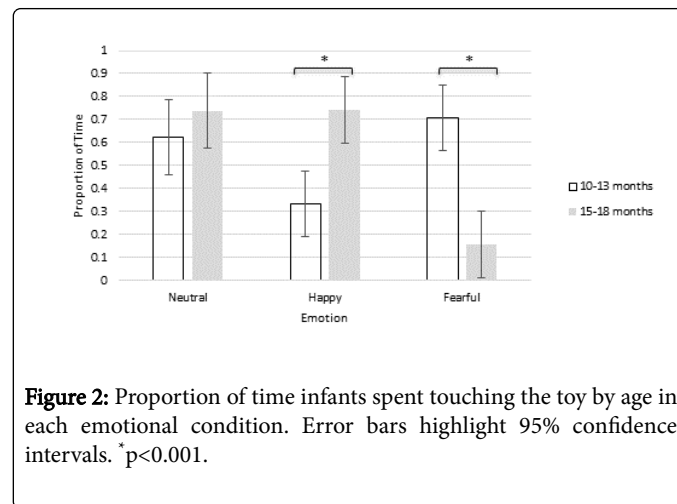 1
0.9
0.8
0.7
0.6
0.5
0.4
0.3
0.2
0.1
0
Proportion of Time
*
*
Neutral
Happy
Fearful
Emotion
10-13 months
15-18 months
Figure 2: Proportion of time infants spent touching the toy by age in
each emotional condition. Error bars highlight 95% confidence
intervals. *p<0.001.